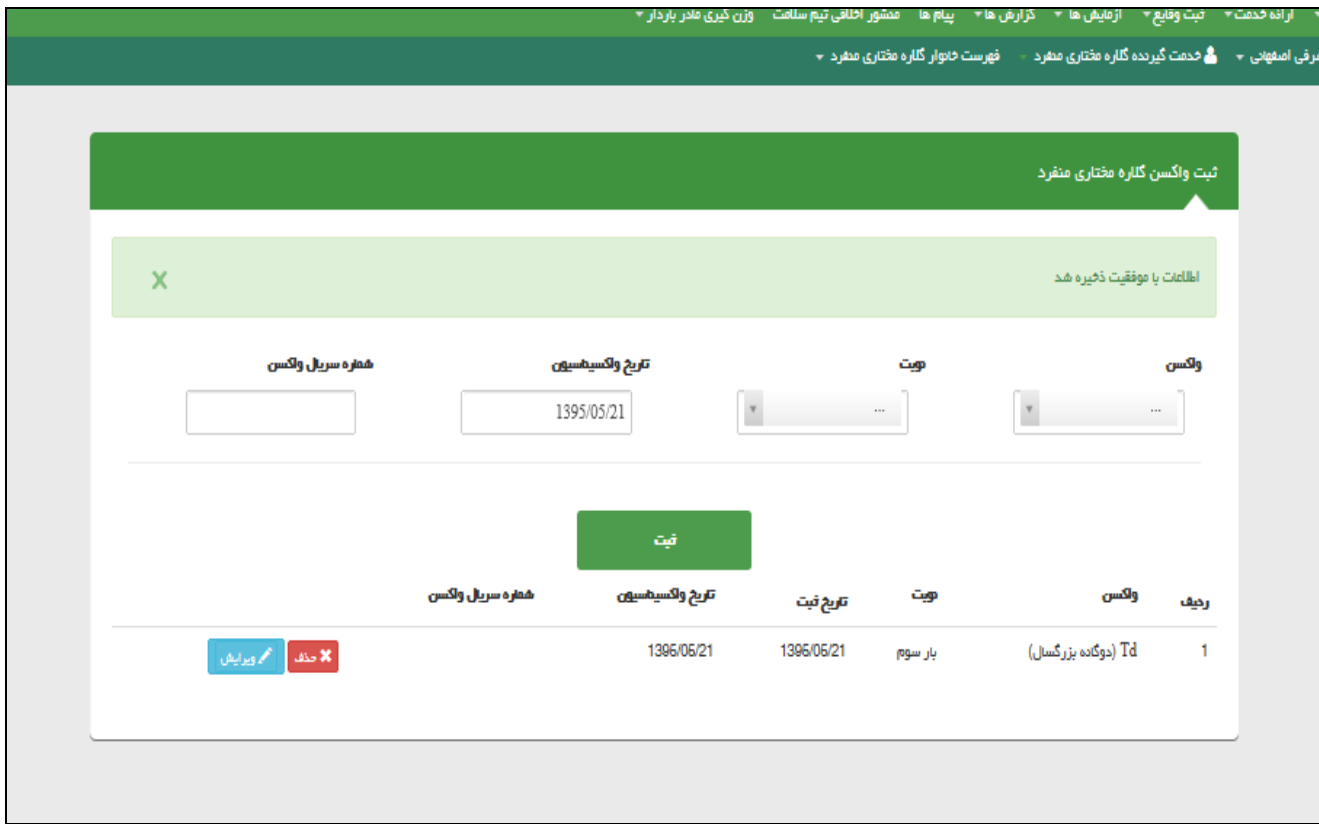 ارائه خدمت ثبت وقایع آزمایش ها گزارش ها پیام ها منشور اخلاقی تیم سلامت وزن گیری مادر باردار
اصفهانی خدمت گیرنده گلاره مختاری منفرد فهرست خانوار گلاره مختاری منفرد
ثبت واکسن گلاره مختاری منفرد
اطلاعات با موفقیت ذخیره شد
X
واکسن نوبت تاریخ واکسیناسیون شماره سریال واکسن
... ... 1395/05/21
ثبت
ردیف واکسن نوبت تاریخ ثبت تاریخ واکسیناسیون شماره سریال واکسن
1 Td (دوگانه بزرگسال) بار سوم 1395/05/21 1395/05/21 حذف ویرایش